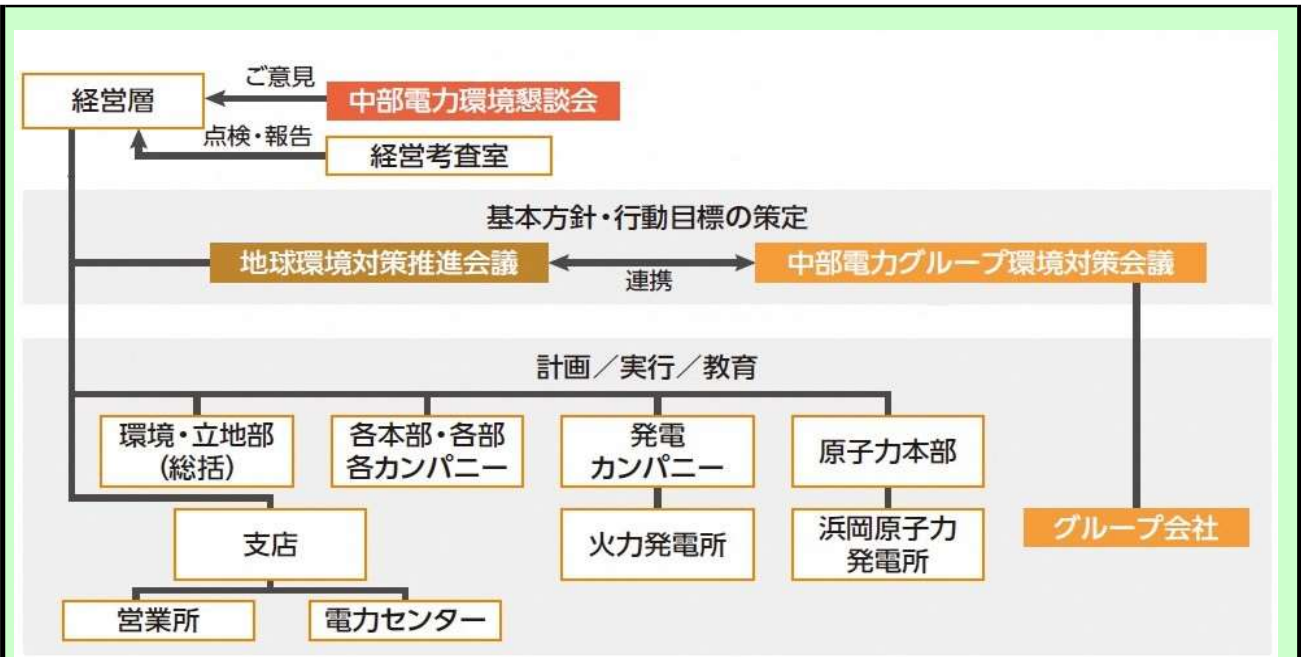 ご意見
経営層
中部電力環境懇談会
点検・報告
経営考査室
基本方針・行動目標の策定
地球環境対策推進会議
連携
中部電力グループ環境対策会議
計画／実行／教育
環境・立地部
(総括)
各本部・各部
各カンパニー
発電
カンパニー
原子力本部
支店
火力発電所
浜岡原子力
発電所
グループ会社
営業所
電力センター